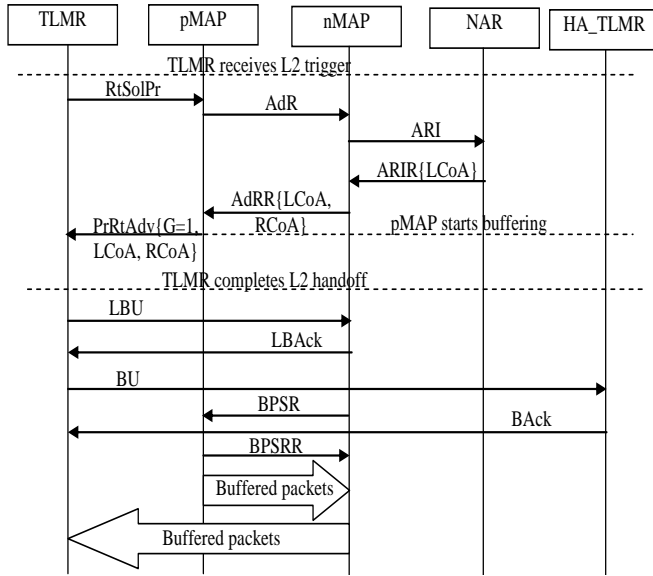 TLMR
pMAP
nMAP
NAR
HA_TLMR
TLMR receives L2 trigger
RtSolPr
AdR
ARI
ARIR{LCoA}
AdRR{LCoA,
RCoA}
PrRtAdv{G=1,
LCoA, RCoA}
pMAP starts buffering
TLMR completes L2 handoff
LBU
LBAck
BU
BPSR
BAck
BPSRR
Buffered packets
Buffered packets